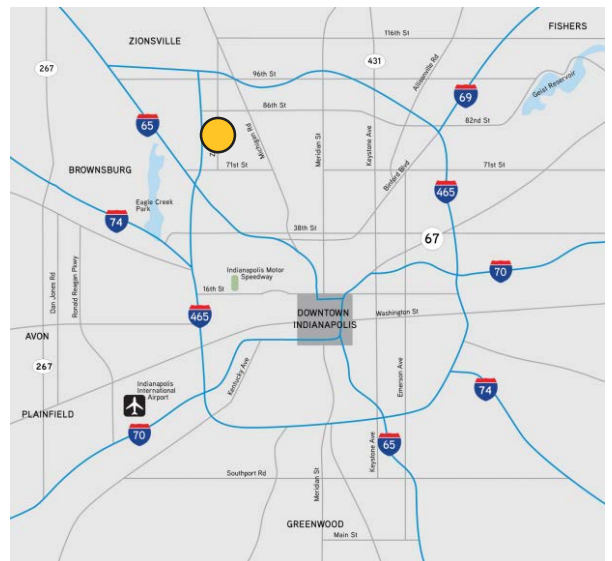 FISHERS
116th St
ZIONSVILLE
431
Allisonville Rd
267
96th St
69
Geist Reservoir
86th St
82nd St
65
Michigan Rd
Meridian St
Keystone Ave
Binford Blvd
71st St
71st St
BROWNSBURG
465
Eagle Creek
Park
74
38th St
67
Dan Jones Rd
Ronald Reagan Pkwy
Indianapolis Motor
Speedway
70
16th St
465
DOWNTOWN
INDIANAPOLIS
Washington St
AVON
267
Kentucky Ave
Emerson Ave
Indianapolis
International
Airport
74
PLAINFIELD
70
65
Keystone Ave
Southport Rd
Meridian St
GREENWOOD
Main St